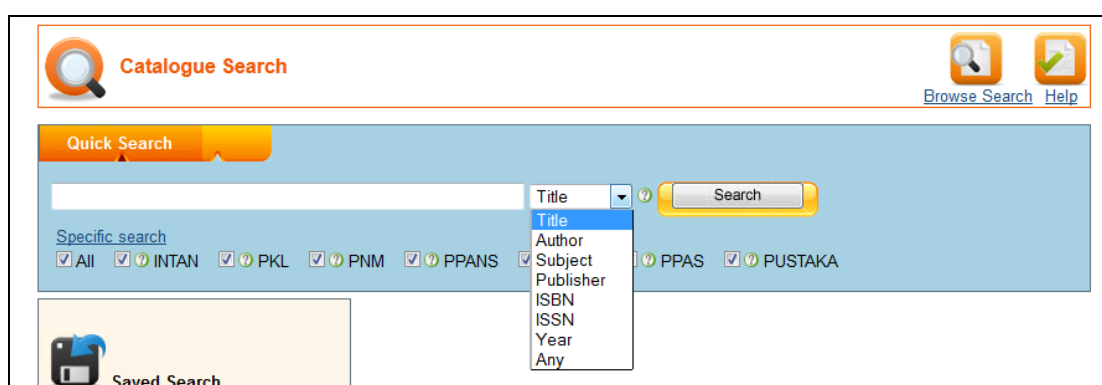 Catalogue Search
Browse Search Help
Quick Search
Title Search
Title
Author
Specific search
All INTAN PKL PNM PPANS Subject PPAS PUSTAKA
Publisher
ISBN
ISSN
Year
Any
Saved Search